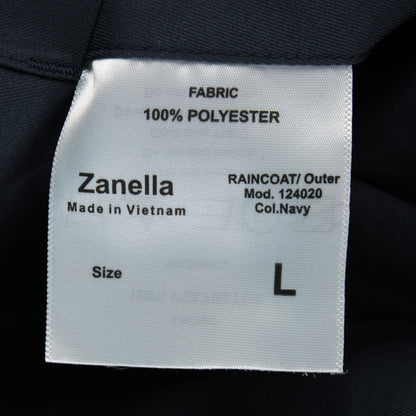 FABRIC
100% POLYESTER
Zanella
Made in Vietnam
RAINCOAT/ Outer
Mod. 124020
Col.Navy
Size
L